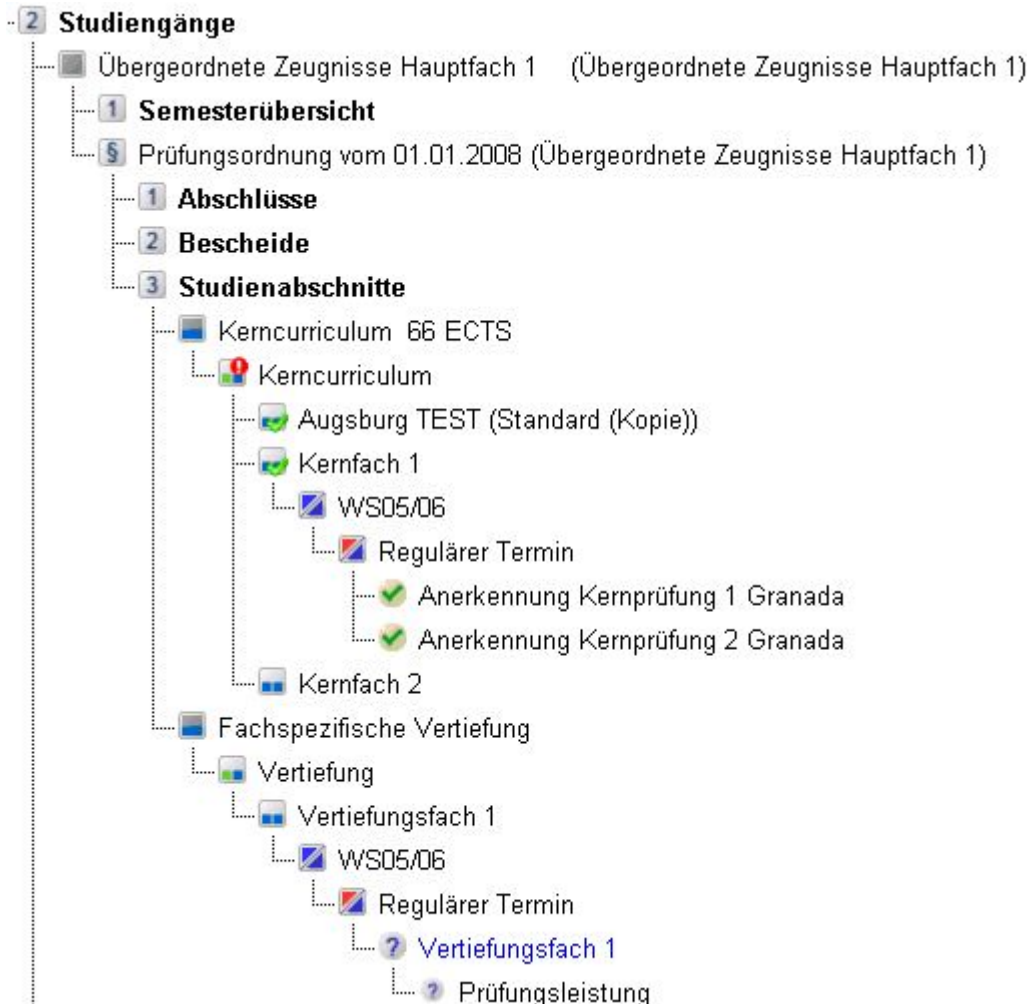 2 Studiengänge
Übergeordnete Zeugnisse Hauptfach 1 (Übergeordnete Zeugnisse Hauptfach 1)
1 Semesterübersicht
§ Prüfungsordnung vom 01.01.2008 (Übergeordnete Zeugnisse Hauptfach 1)
1 Abschlüsse
2 Bescheide
3 Studienabschnitte
Kerncurriculum 66 ECTS
Kerncurriculum
Augsburg TEST (Standard (Kopie))
Kernfach 1
WS05/06
Regulärer Termin
Anerkennung Kernprüfung 1 Granada
Anerkennung Kernprüfung 2 Granada
Kernfach 2
Fachspezifische Vertiefung
Vertiefung
Vertiefungsfach 1
WS05/06
Regulärer Termin
? Vertiefungsfach 1
? Prüfungsleistung